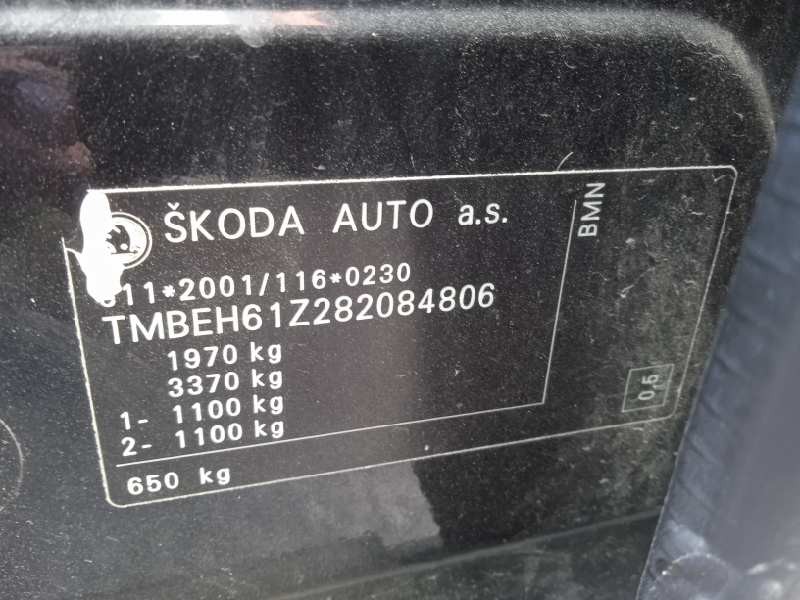 ŠKODA AUTO a.s.
BMN
11*2001/116*0230
TMBEH61Z282084806
1970 kg
3370 kg
1- 1100 kg
2- 1100 kg
650 kg
0,5